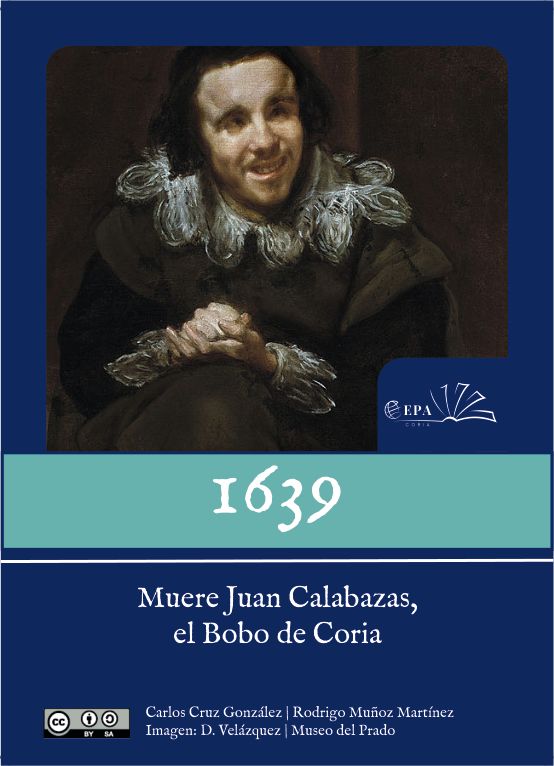 EPA
CORIA
1639
Muere Juan Calabazas,
el Bobo de Coria
Carlos Cruz González | Rodrigo Muñoz Martínez
Imagen: D. Velázquez | Museo del Prado
cc
BY SA